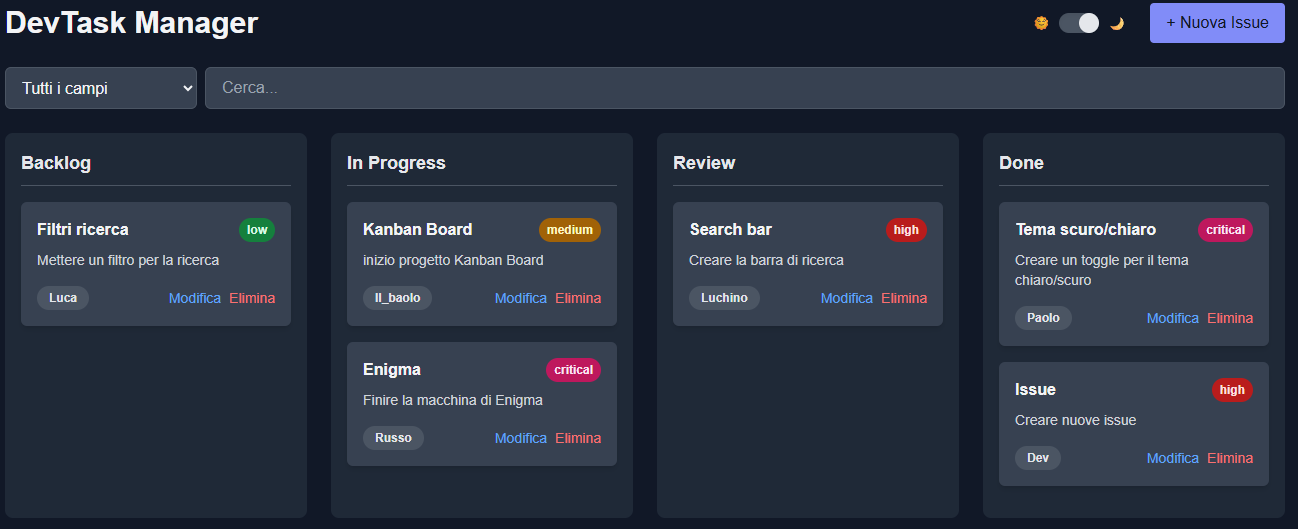 DevTask Manager
+ Nuova Issue
Tutti i campi
Cerca...
Backlog
Filtri ricerca
low
Mettere un filtro per la ricerca
Luca
Modifica
Elimina
In Progress
Kanban Board
medium
inizio progetto Kanban Board
Il_baolo
Modifica
Elimina
Enigma
critical
Finire la macchina di Enigma
Russo
Modifica
Elimina
Review
Search bar
high
Creare la barra di ricerca
Luchino
Modifica
Elimina
Done
Tema scuro/chiaro
critical
Creare un toggle per il tema
chiaro/scuro
Paolo
Modifica
Elimina
Issue
high
Creare nuove issue
Dev
Modifica
Elimina